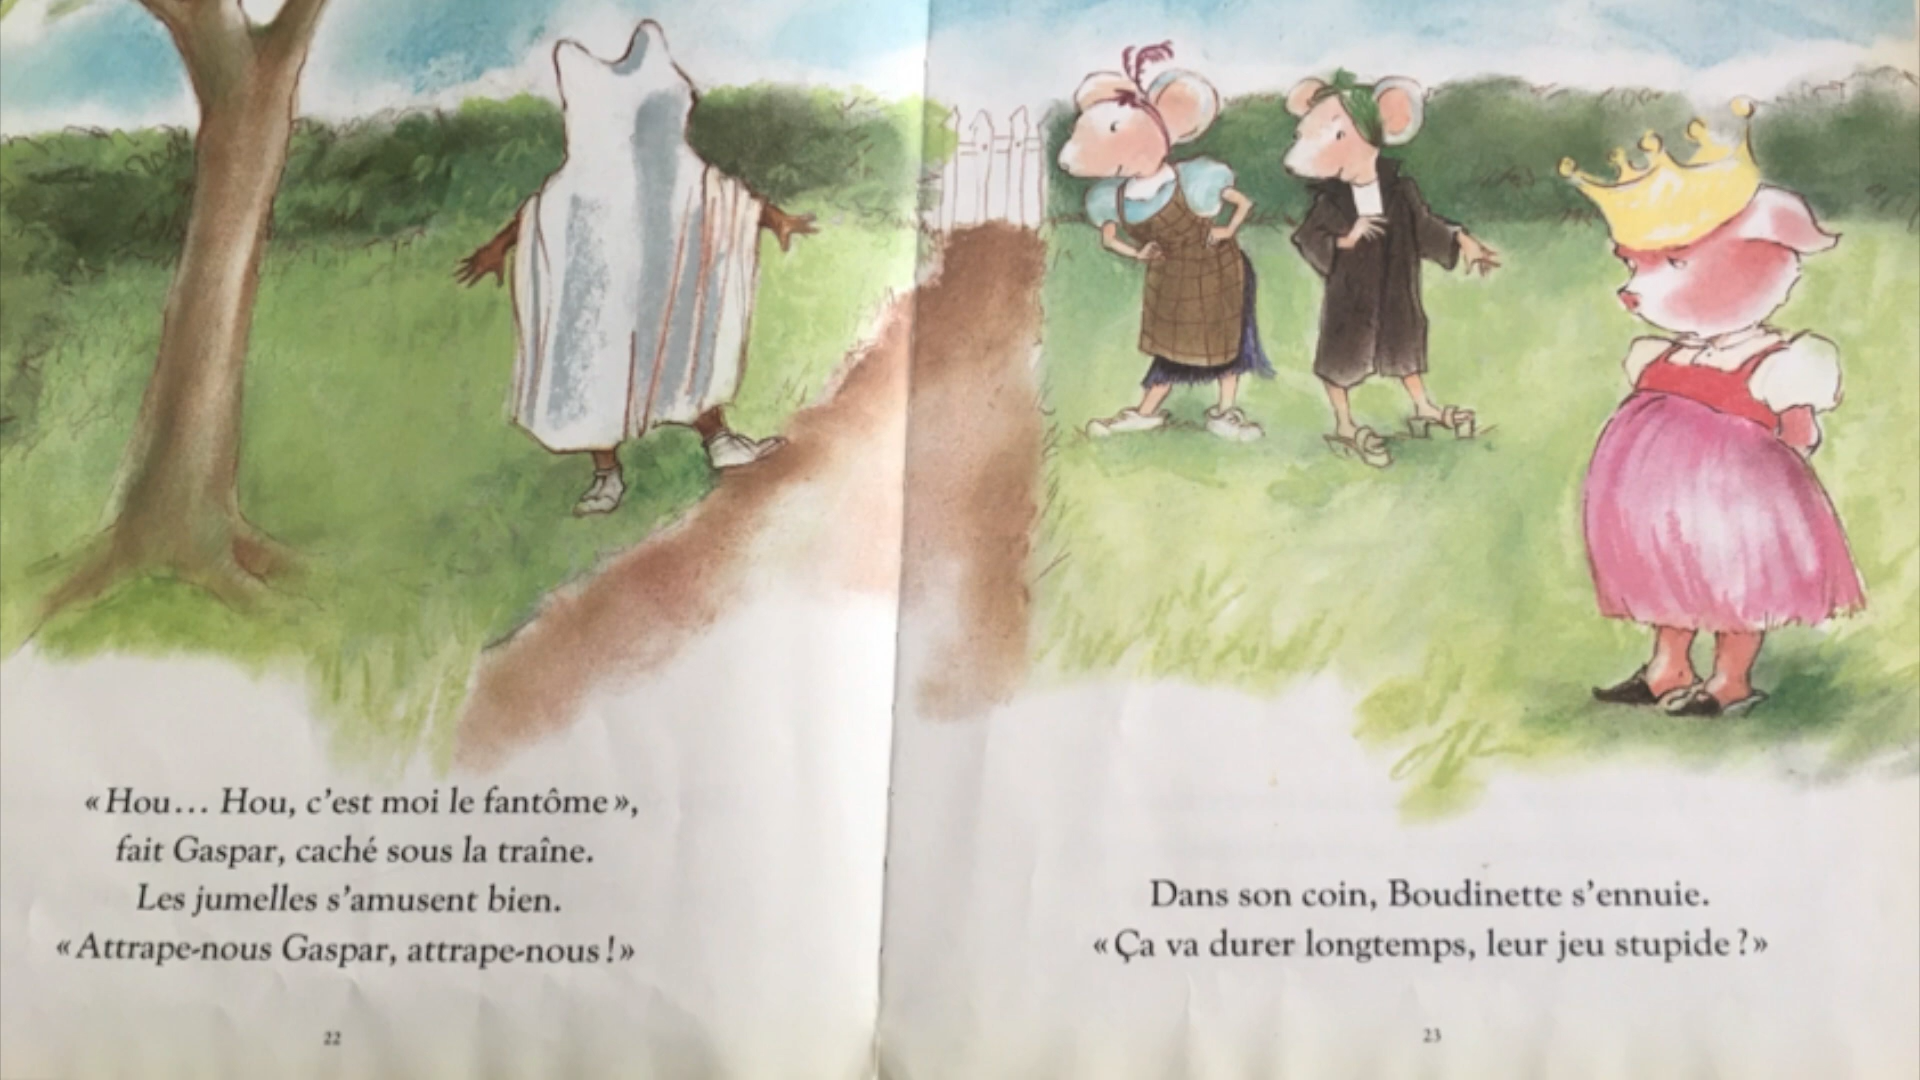 « Hou... Hou, c'est moi le fantôme »,
fait Gaspar, caché sous la traîne.
Les jumelles s'amusent bien.
« Attrape-nous Gaspar, attrape-nous ! »
22
Dans son coin, Boudinette s'ennuie.
« Ça va durer longtemps, leur jeu stupide ? »
23